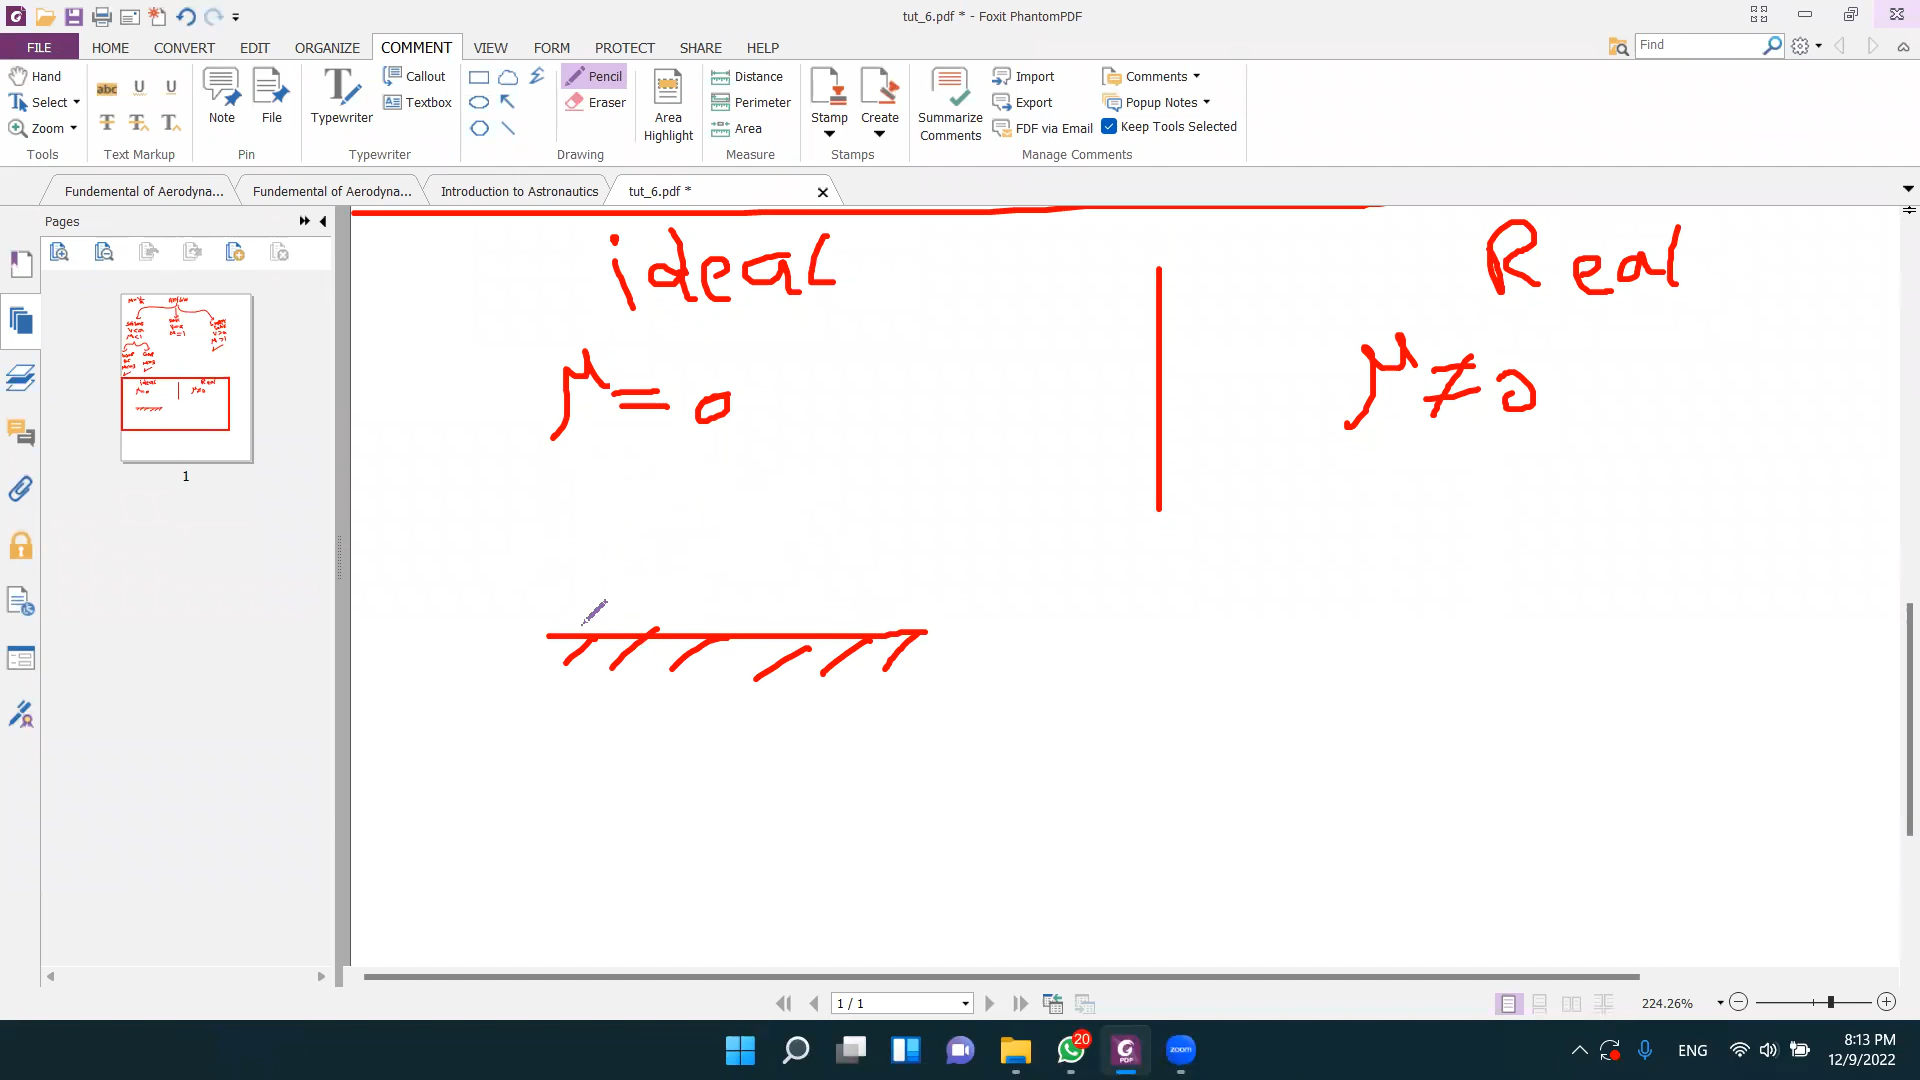 tut_6.pdf * - Foxit PhantomPDF
FILE HOME CONVERT EDIT ORGANIZE COMMENT VIEW FORM PROTECT SHARE HELP Find
Hand
Select
Zoom
Tools
abc U U
T T T
Text Markup
Note File
Pin
Typewriter
Callout
Textbox
Typewriter
Pencil
Eraser
Area Highlight
Drawing
Distance
Perimeter
Area
Measure
Stamp Create
Stamps
Summarize Comments
Import
Export
FDF via Email
Comments
Popup Notes
Keep Tools Selected
Manage Comments
Fundemental of Aerodyna... Fundemental of Aerodyna... Introduction to Astronautics tut_6.pdf *
Pages
1
ideal
Real
μ = 0
μ ≠ 0
1 / 1
224.26%
20
PDF
zoom
ENG
8:13 PM
12/9/2022